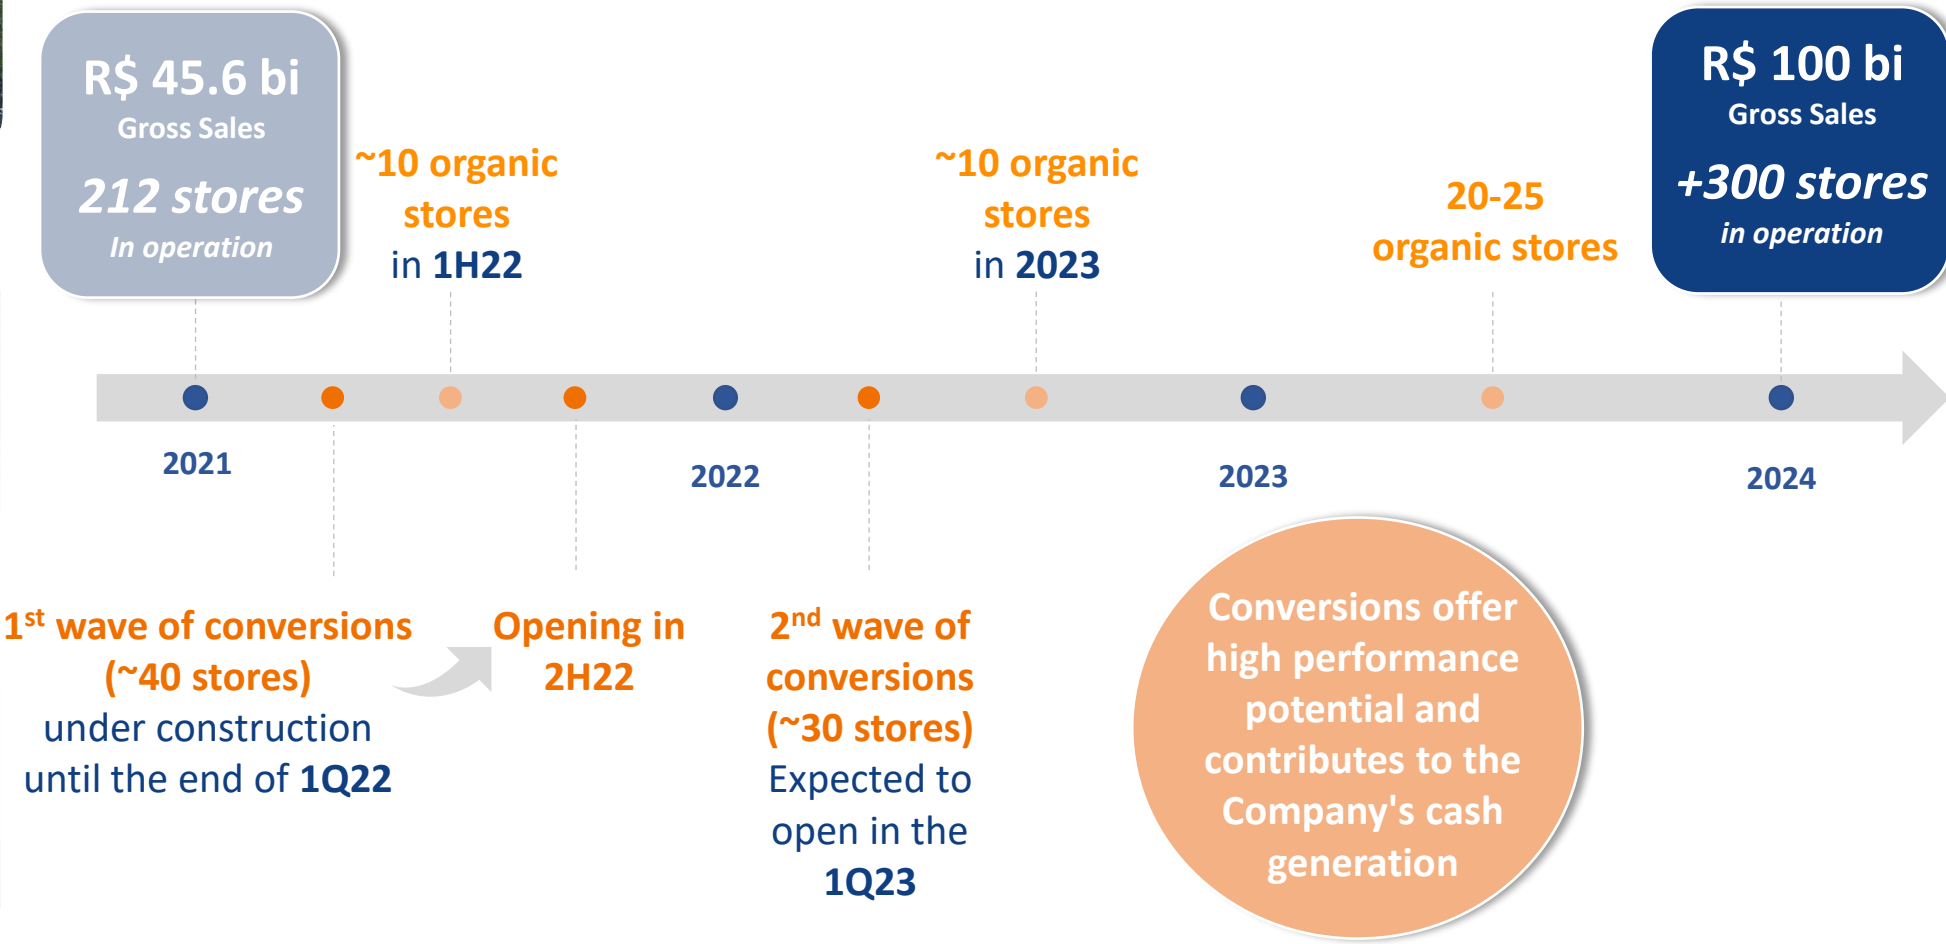 R$ 45.6 bi
Gross Sales
212 stores
In operation
~10 organic
stores
in 1H22
~10 organic
stores
in 2023
20-25
organic stores
R$ 100 bi
Gross Sales
+300 stores
in operation
2021
2022
2023
2024
1st wave of conversions
(~40 stores)
under construction
until the end of 1Q22
Opening in
2H22
2nd wave of
conversions
(~30 stores)
Expected to
open in the
1Q23
Conversions offer
high performance
potential and
contributes to the
Company's cash
generation